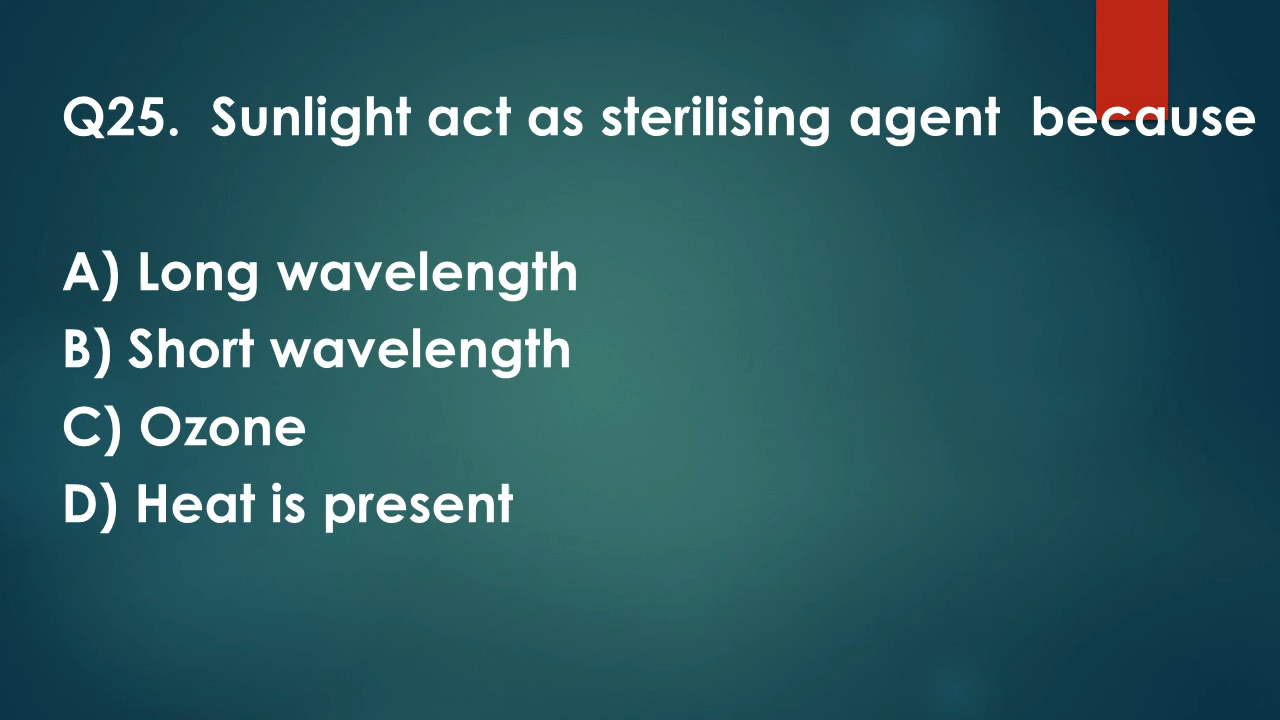 Q25.  Sunlight act as sterilising agent  because
A) Long wavelength
B) Short wavelength
C) Ozone
D) Heat is present